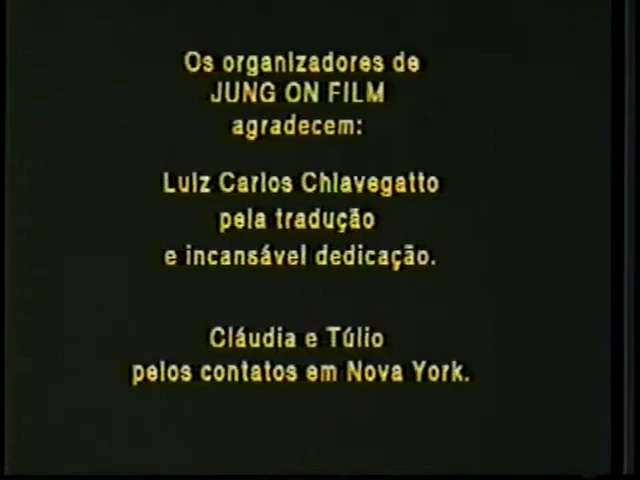 Os organizadores de
JUNG ON FILM
agradecem:
Luiz Carlos Chiavegatto
pela tradução
e incansável dedicação.
Cláudia e Túlio
pelos contatos em Nova York.